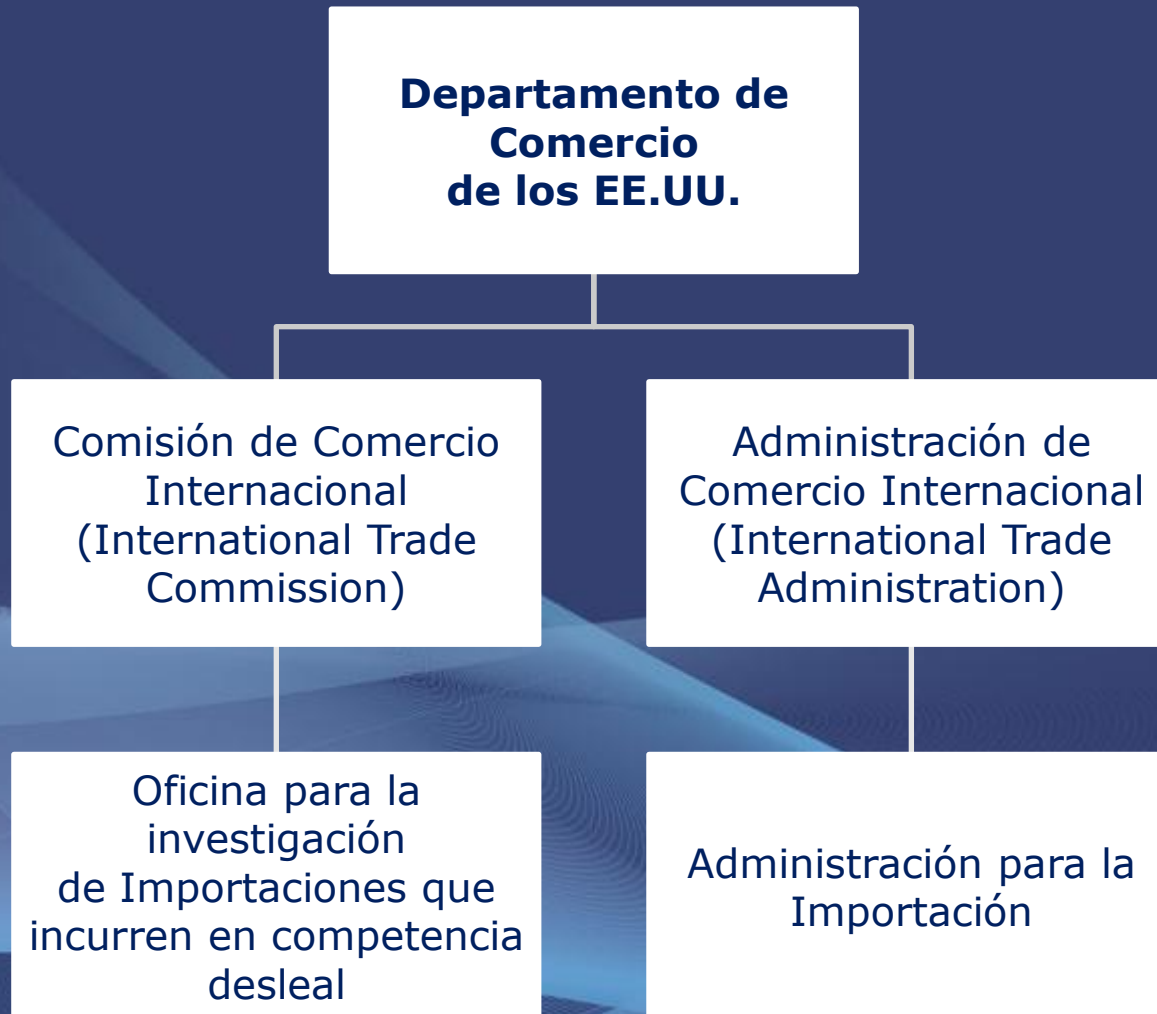 Departamento de
Comercio
de los EE.UU.
Comisión de Comercio
Internacional
(International Trade
Commission)
Administración de
Comercio Internacional
(International Trade
Administration)
Oficina para la
investigación
de Importaciones que
incurren en competencia
desleal
Administración para la
Importación